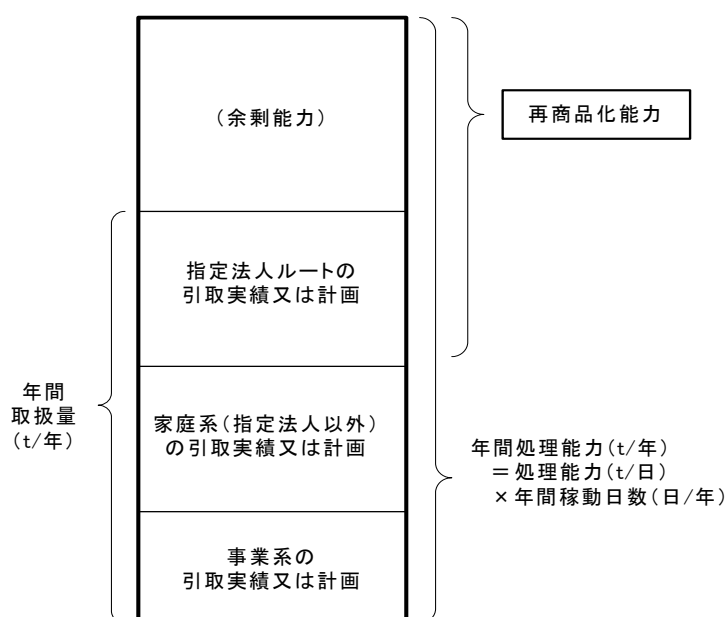 (余剰能力)
再商品化能力
指定法人ルートの
引取実績又は計画
年間
取扱量
(t/年)
家庭系(指定法人以外)
の引取実績又は計画
年間処理能力(t/年)
=処理能力(t/日)
×年間稼動日数(日/年)
事業系の
引取実績又は計画